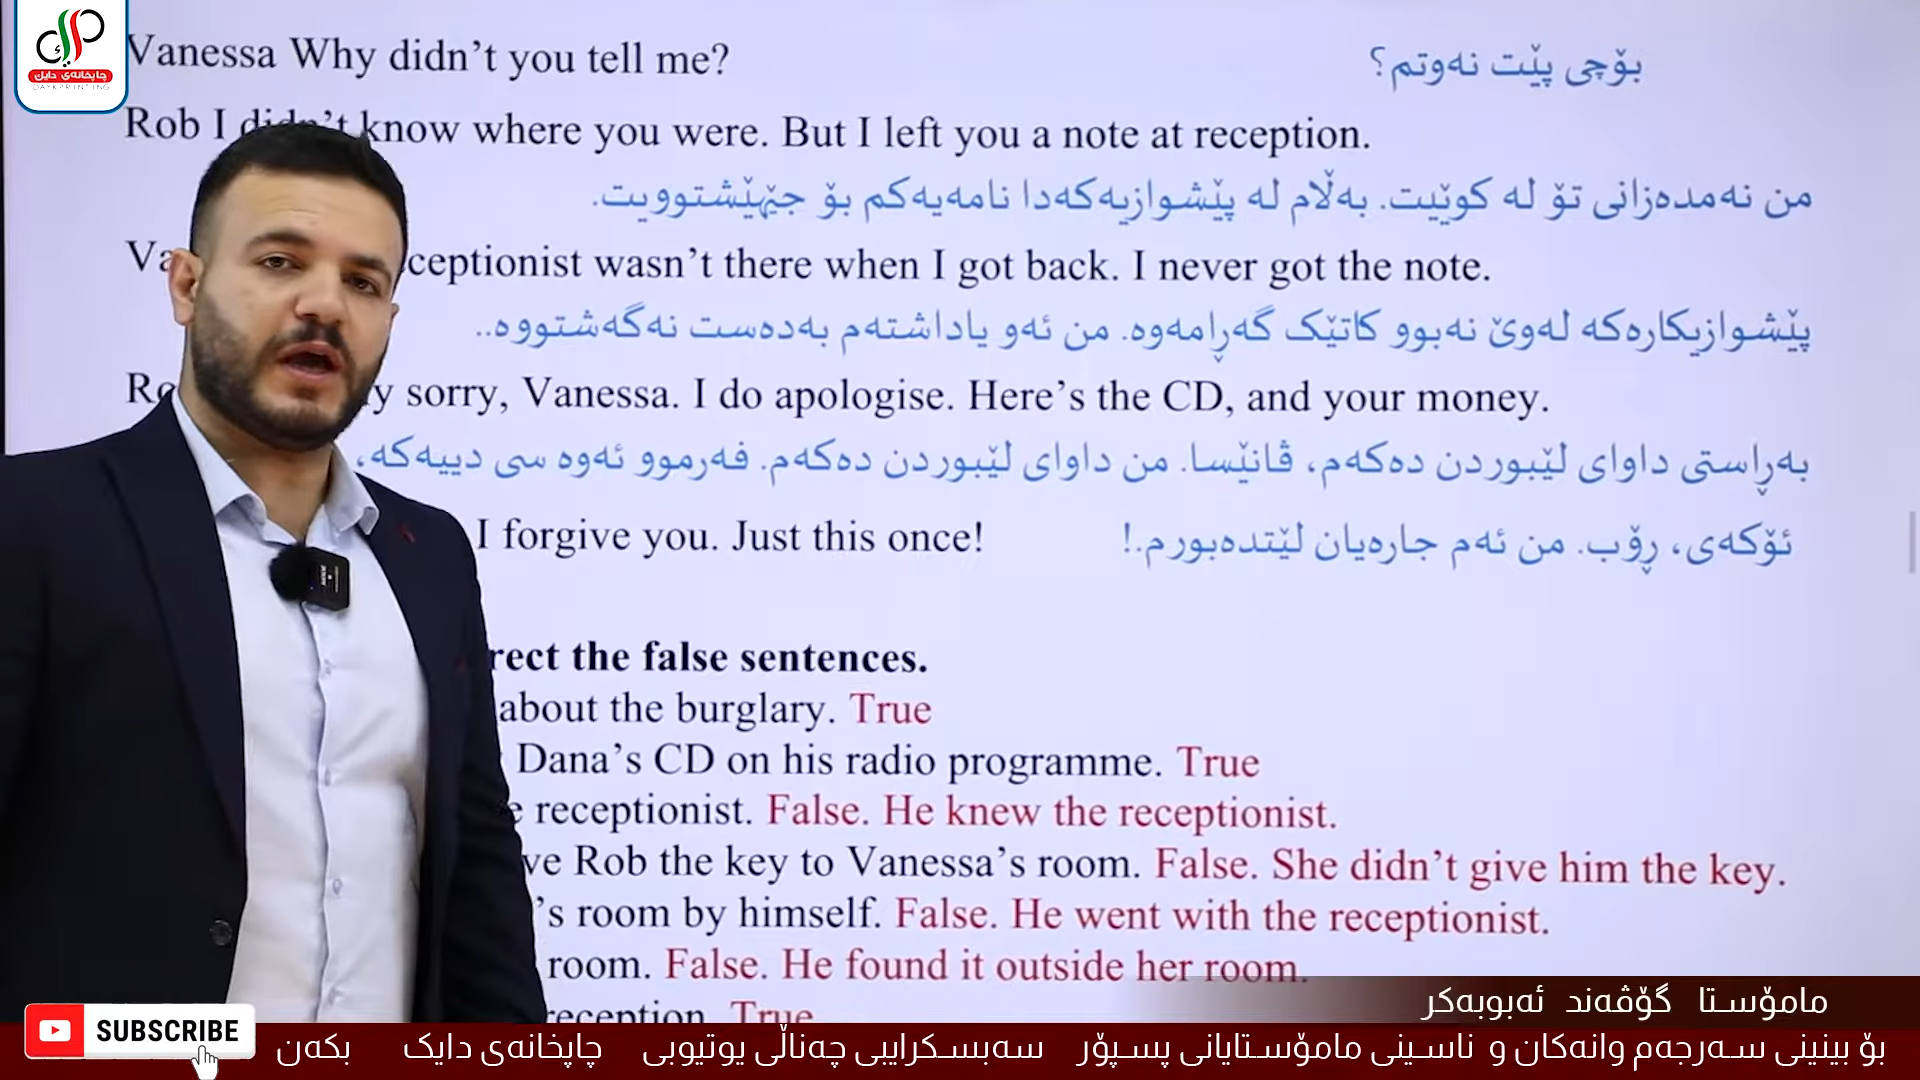 چاپخانەی دایک
DAYK PRINTING
Vanessa Why didn't you tell me?
بۆچی پێت نەوتم؟
Rob I didn't know where you were. But I left you a note at reception.
من نەمدەزانی تۆ لە کوێیت. بەڵام لە پێشوازیەکەدا نامەیەکم بۆ جێهێشتوویت.
ceptionist wasn't there when I got back. I never got the note.
پێشوازیکارەکە لەوێ نەبوو کاتێک گەڕامەوە. من ئەو یاداشتەم بەدەست نەگەشتووە..
y sorry, Vanessa. I do apologise. Here's the CD, and your money.
بەڕاستی داوای لێبوردن دەکەم، ڤانێسا. من داوای لێبوردن دەکەم. فەرموو ئەوە سی دییەکە،
I forgive you. Just this once!
ئۆکەی، ڕۆب. من ئەم جارەیان لێتدەبورم.!
rect the false sentences.
about the burglary. True
Dana's CD on his radio programme. True
e receptionist. False. He knew the receptionist.
ve Rob the key to Vanessa's room. False. She didn't give him the key.
's room by himself. False. He went with the receptionist.
room. False. He found it outside her room.
reception. True
مامۆستا گۆڤەند ئەبوبەکر
SUBSCRIBE
بۆ بینینی سەرجەم وانەکان و ناسینی مامۆستایانی پسپۆر سەبسکرایبی چەناڵی یوتیوبی چاپخانەی دایک بکەن